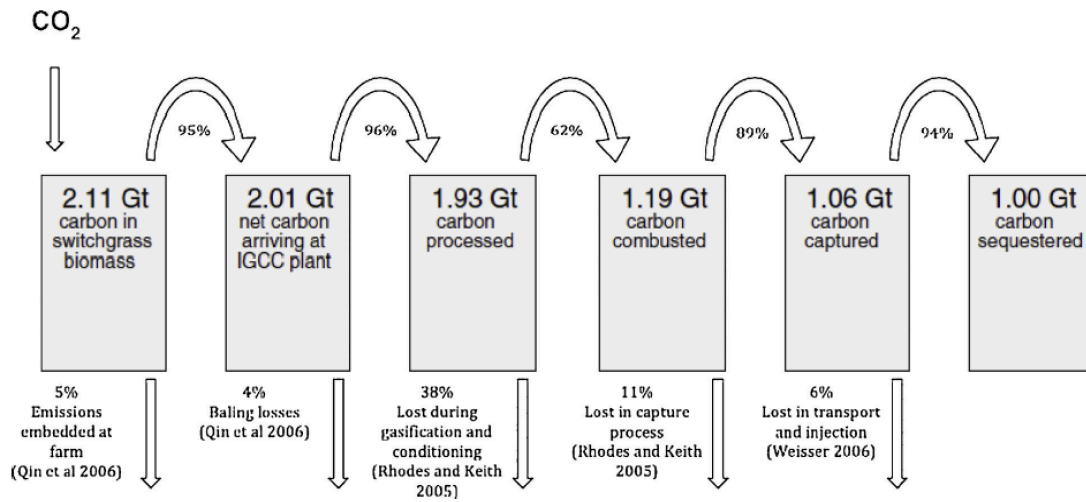 CO2
95%
96%
62%
89%
94%
2.11 Gt
carbon in
switchgrass
biomass
2.01 Gt
net carbon
arriving at
IGCC plant
1.93 Gt
carbon
processed
1.19 Gt
carbon
combusted
1.06 Gt
carbon
captured
1.00 Gt
carbon
sequestered
5%
Emissions
embedded at
farm
(Qin et al 2006)
4%
Baling losses
(Qin et al 2006)
38%
Lost during
gasification and
conditioning
(Rhodes and Keith
2005)
11%
Lost in capture
process
(Rhodes and Keith
2005)
6%
Lost in transport
and injection
(Weisser 2006)